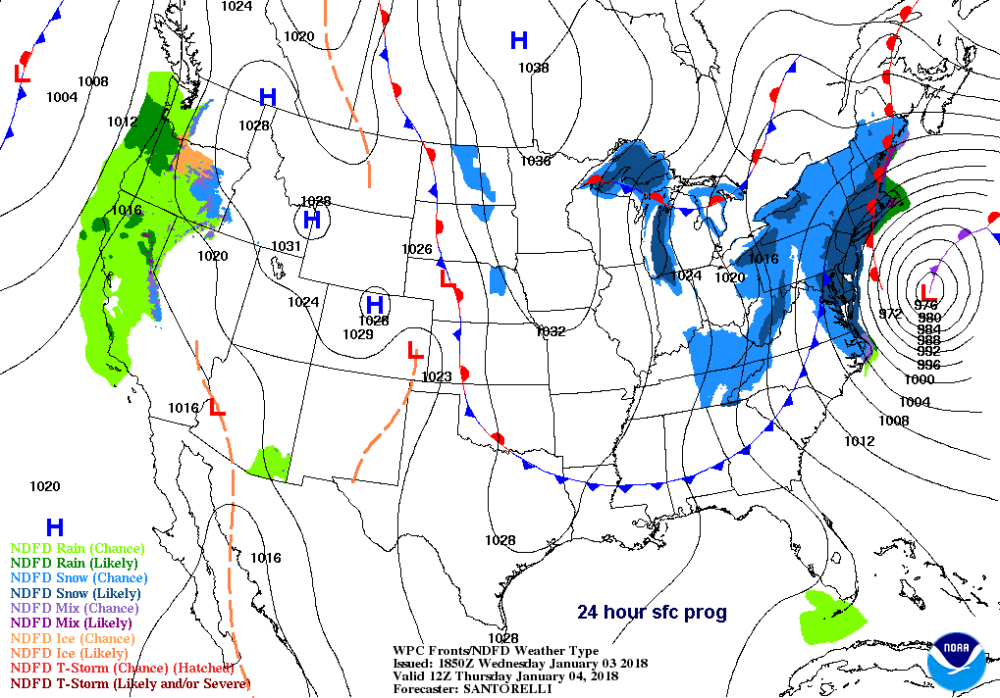 1024
1020
H
1038
L
1008
1004
H
1012
1028
1036
1016
1028
H
1031
1026
1020
1016
1024
1020
L
L
1024
H
1028
1029
1032
972
976
980
984
988
992
996
1000
L
1023
1004
1016
L
1008
1012
1020
H
1028
1016
NDFD Rain (Chance)
NDFD Rain (Likely)
NDFD Snow (Chance)
NDFD Snow (Likely)
NDFD Mix (Chance)
NDFD Mix (Likely)
NDFD Ice (Chance)
NDFD Ice (Likely)
NDFD T-Storm (Chance) (Hatched)
NDFD T-Storm (Likely and/or Severe)
L
24 hour sfc prog
1028
WPC Fronts/NDFD Weather Type
Issued: 1850Z Wednesday January 03 2018
Valid 12Z Thursday January 04, 2018
Forecaster: SANTORELLI
NOAA